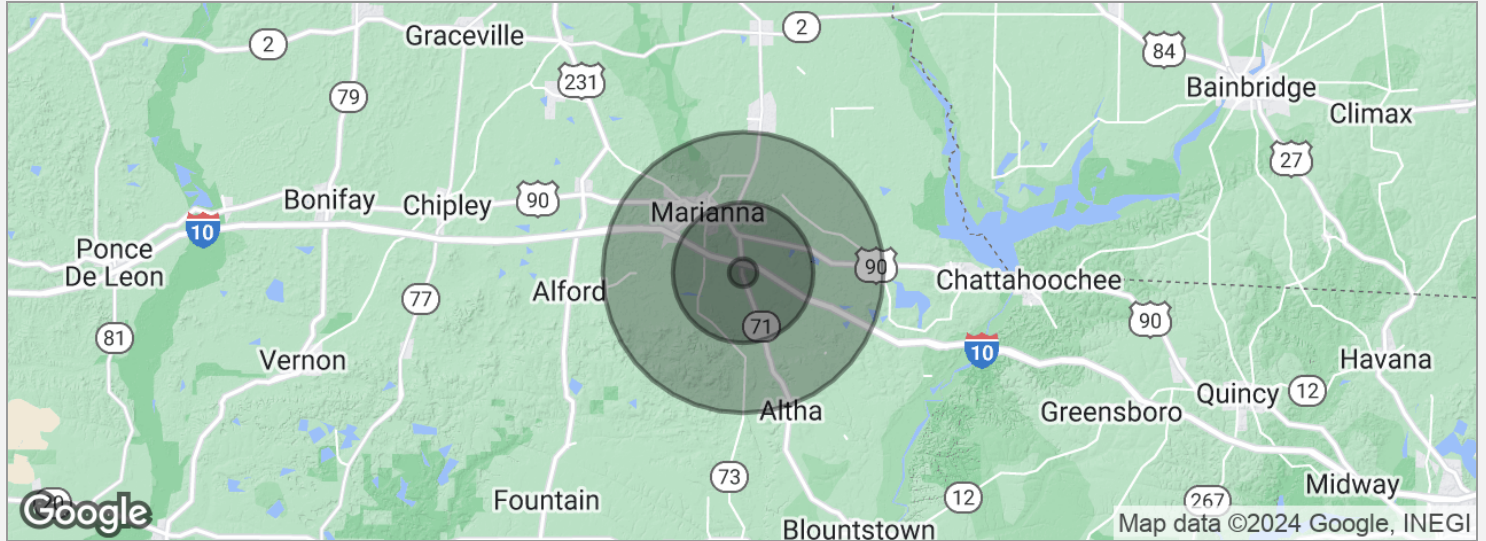 2
Graceville
2
84
231
Bainbridge
79
Climax
27
Bonifay
Chipley
90
Marianna
10
Ponce
De Leon
90
Chattahoochee
Alford
77
71
90
81
10
Vernon
Havana
Quincy
12
Altha
Greensboro
73
Midway
Fountain
12
267
20
Google
Blountstown
Map data ©2024 Google, INEGI